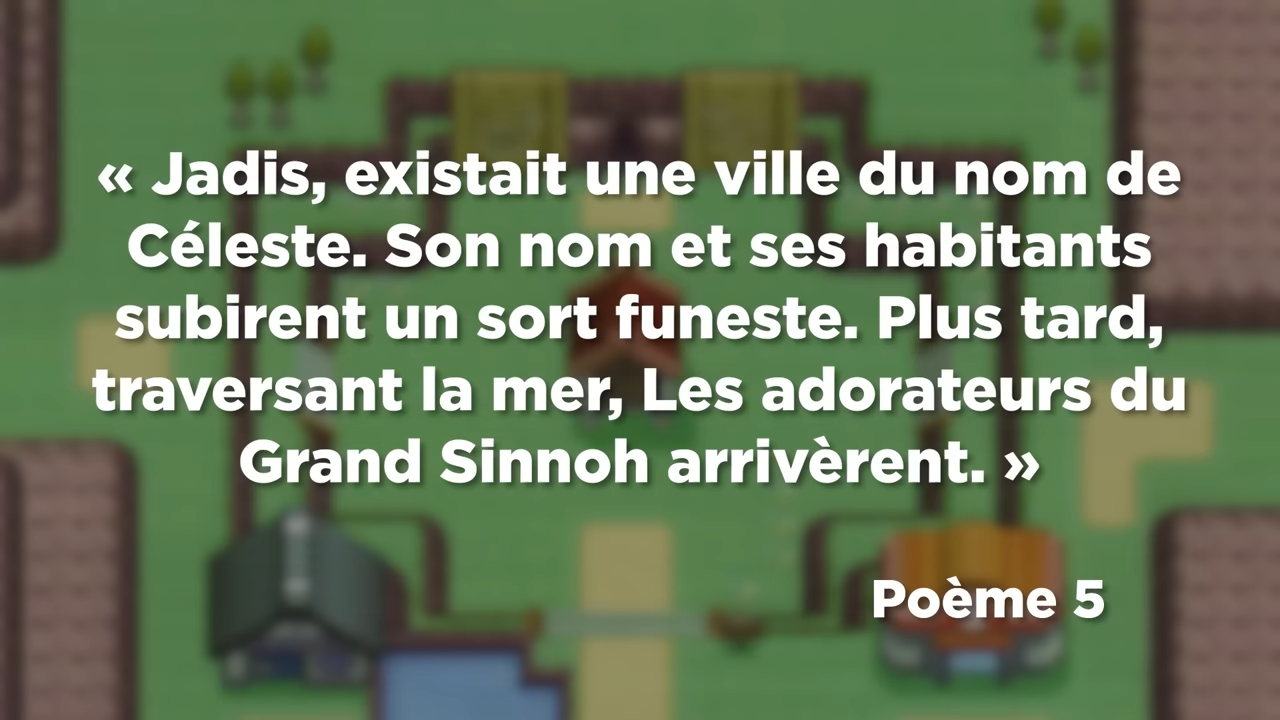 « Jadis, existait une ville du nom de
Céleste. Son nom et ses habitants
subirent un sort funeste. Plus tard,
traversant la mer, Les adorateurs du
Grand Sinnoh arrivèrent. »
Poème 5